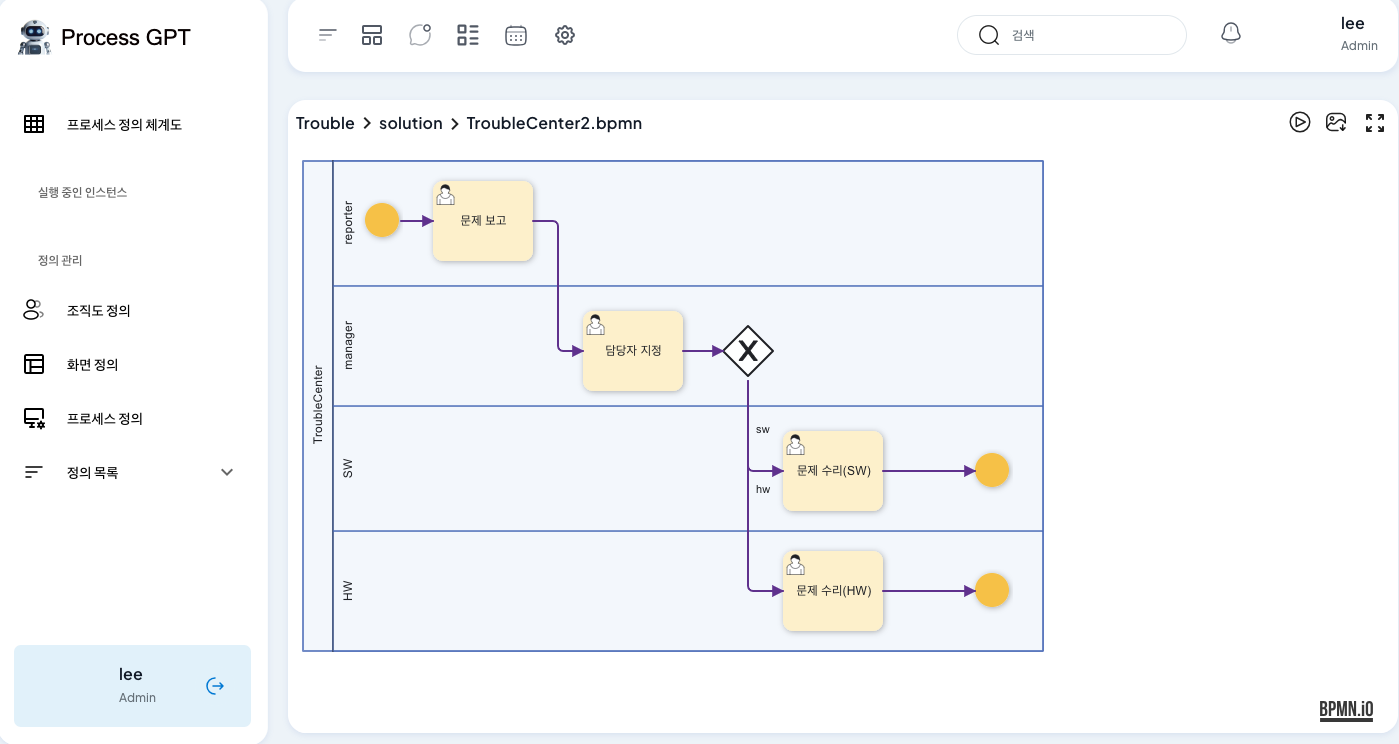 Process GPT
프로세스 정의 체계도
실행 중인 인스턴스
정의 관리
조직도 정의
화면 정의
프로세스 정의
정의 목록
lee
Admin
검색
lee
Admin
Trouble > solution > TroubleCenter2.bpmn
TroubleCenter
reporter
문제 보고
manager
담당자 지정
X
SW
sw
문제 수리(SW)
hw
HW
문제 수리(HW)
BPMN.iO